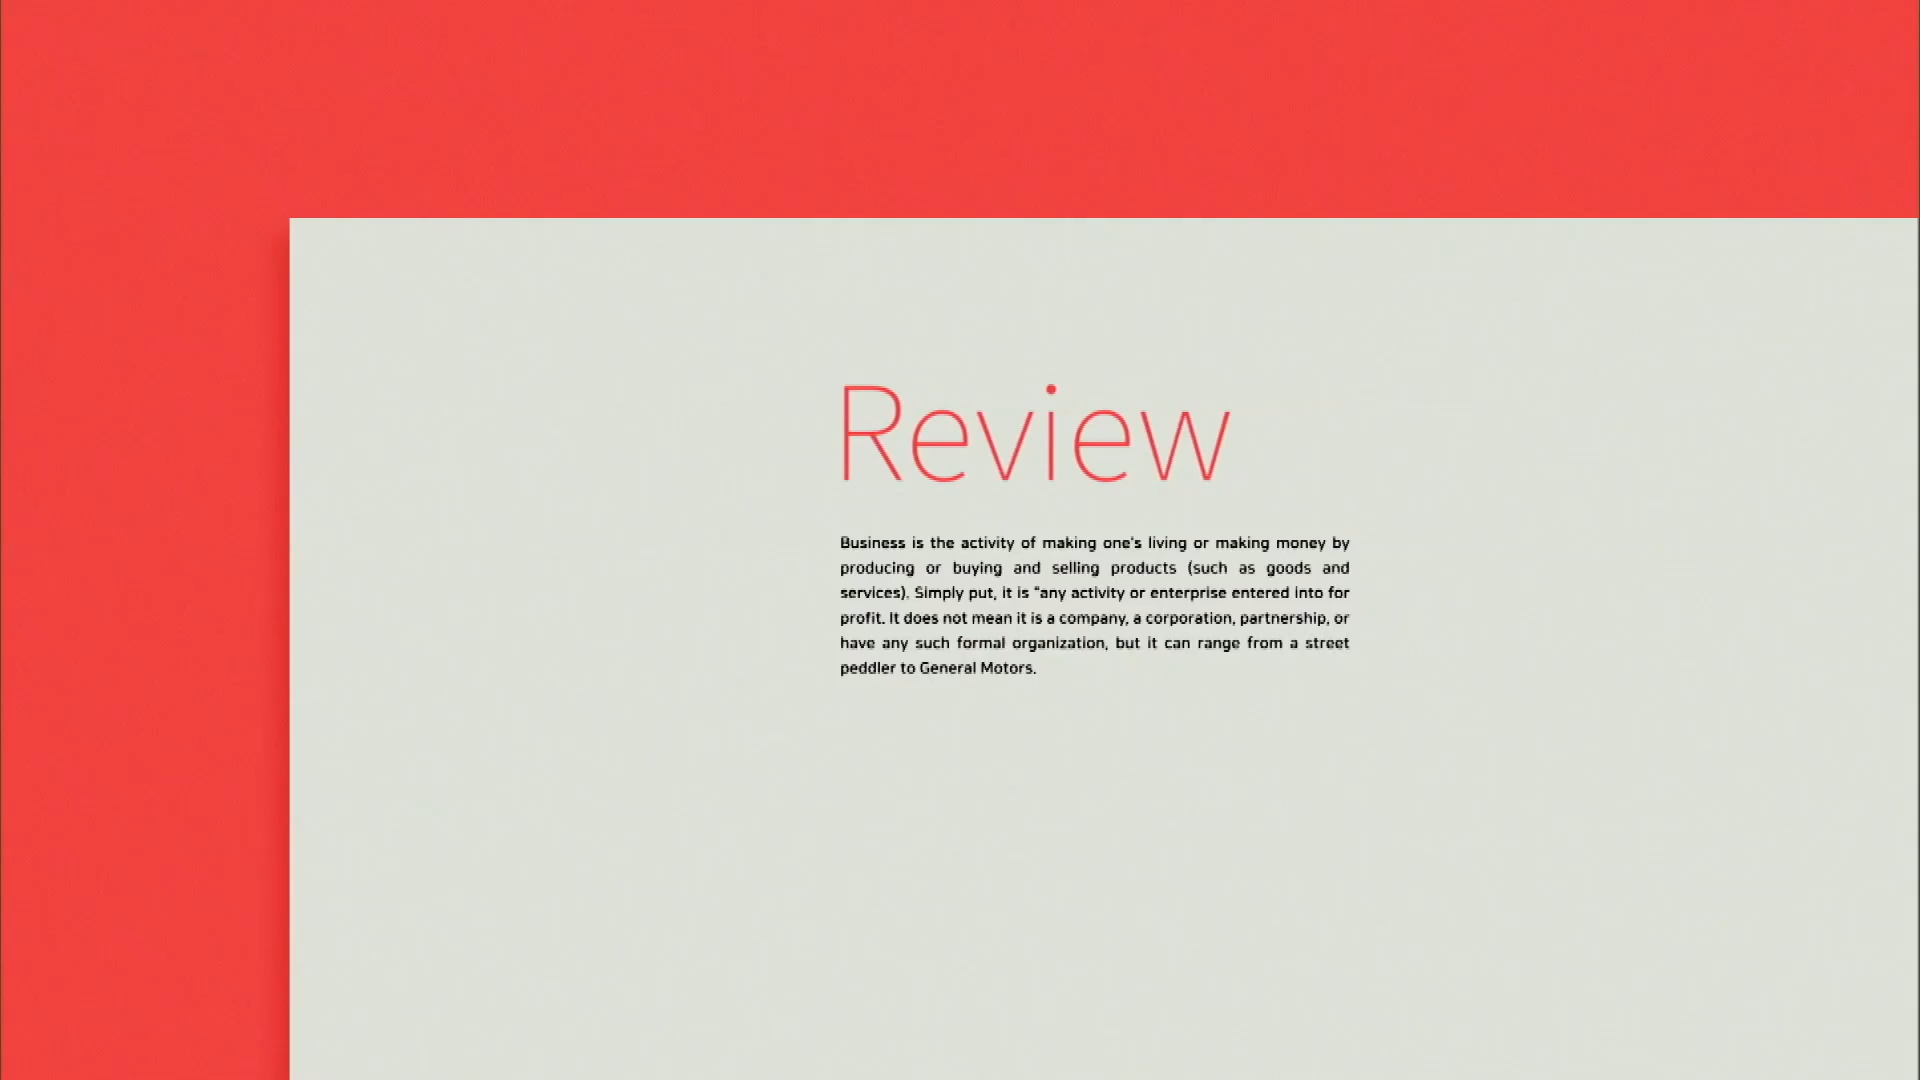 Review
Business is the activity of making one's living or making money by
producing or buying and selling products (such as goods and
services). Simply put, it is "any activity or enterprise entered into for
profit. It does not mean it is a company, a corporation, partnership, or
have any such formal organization, but it can range from a street
peddler to General Motors.